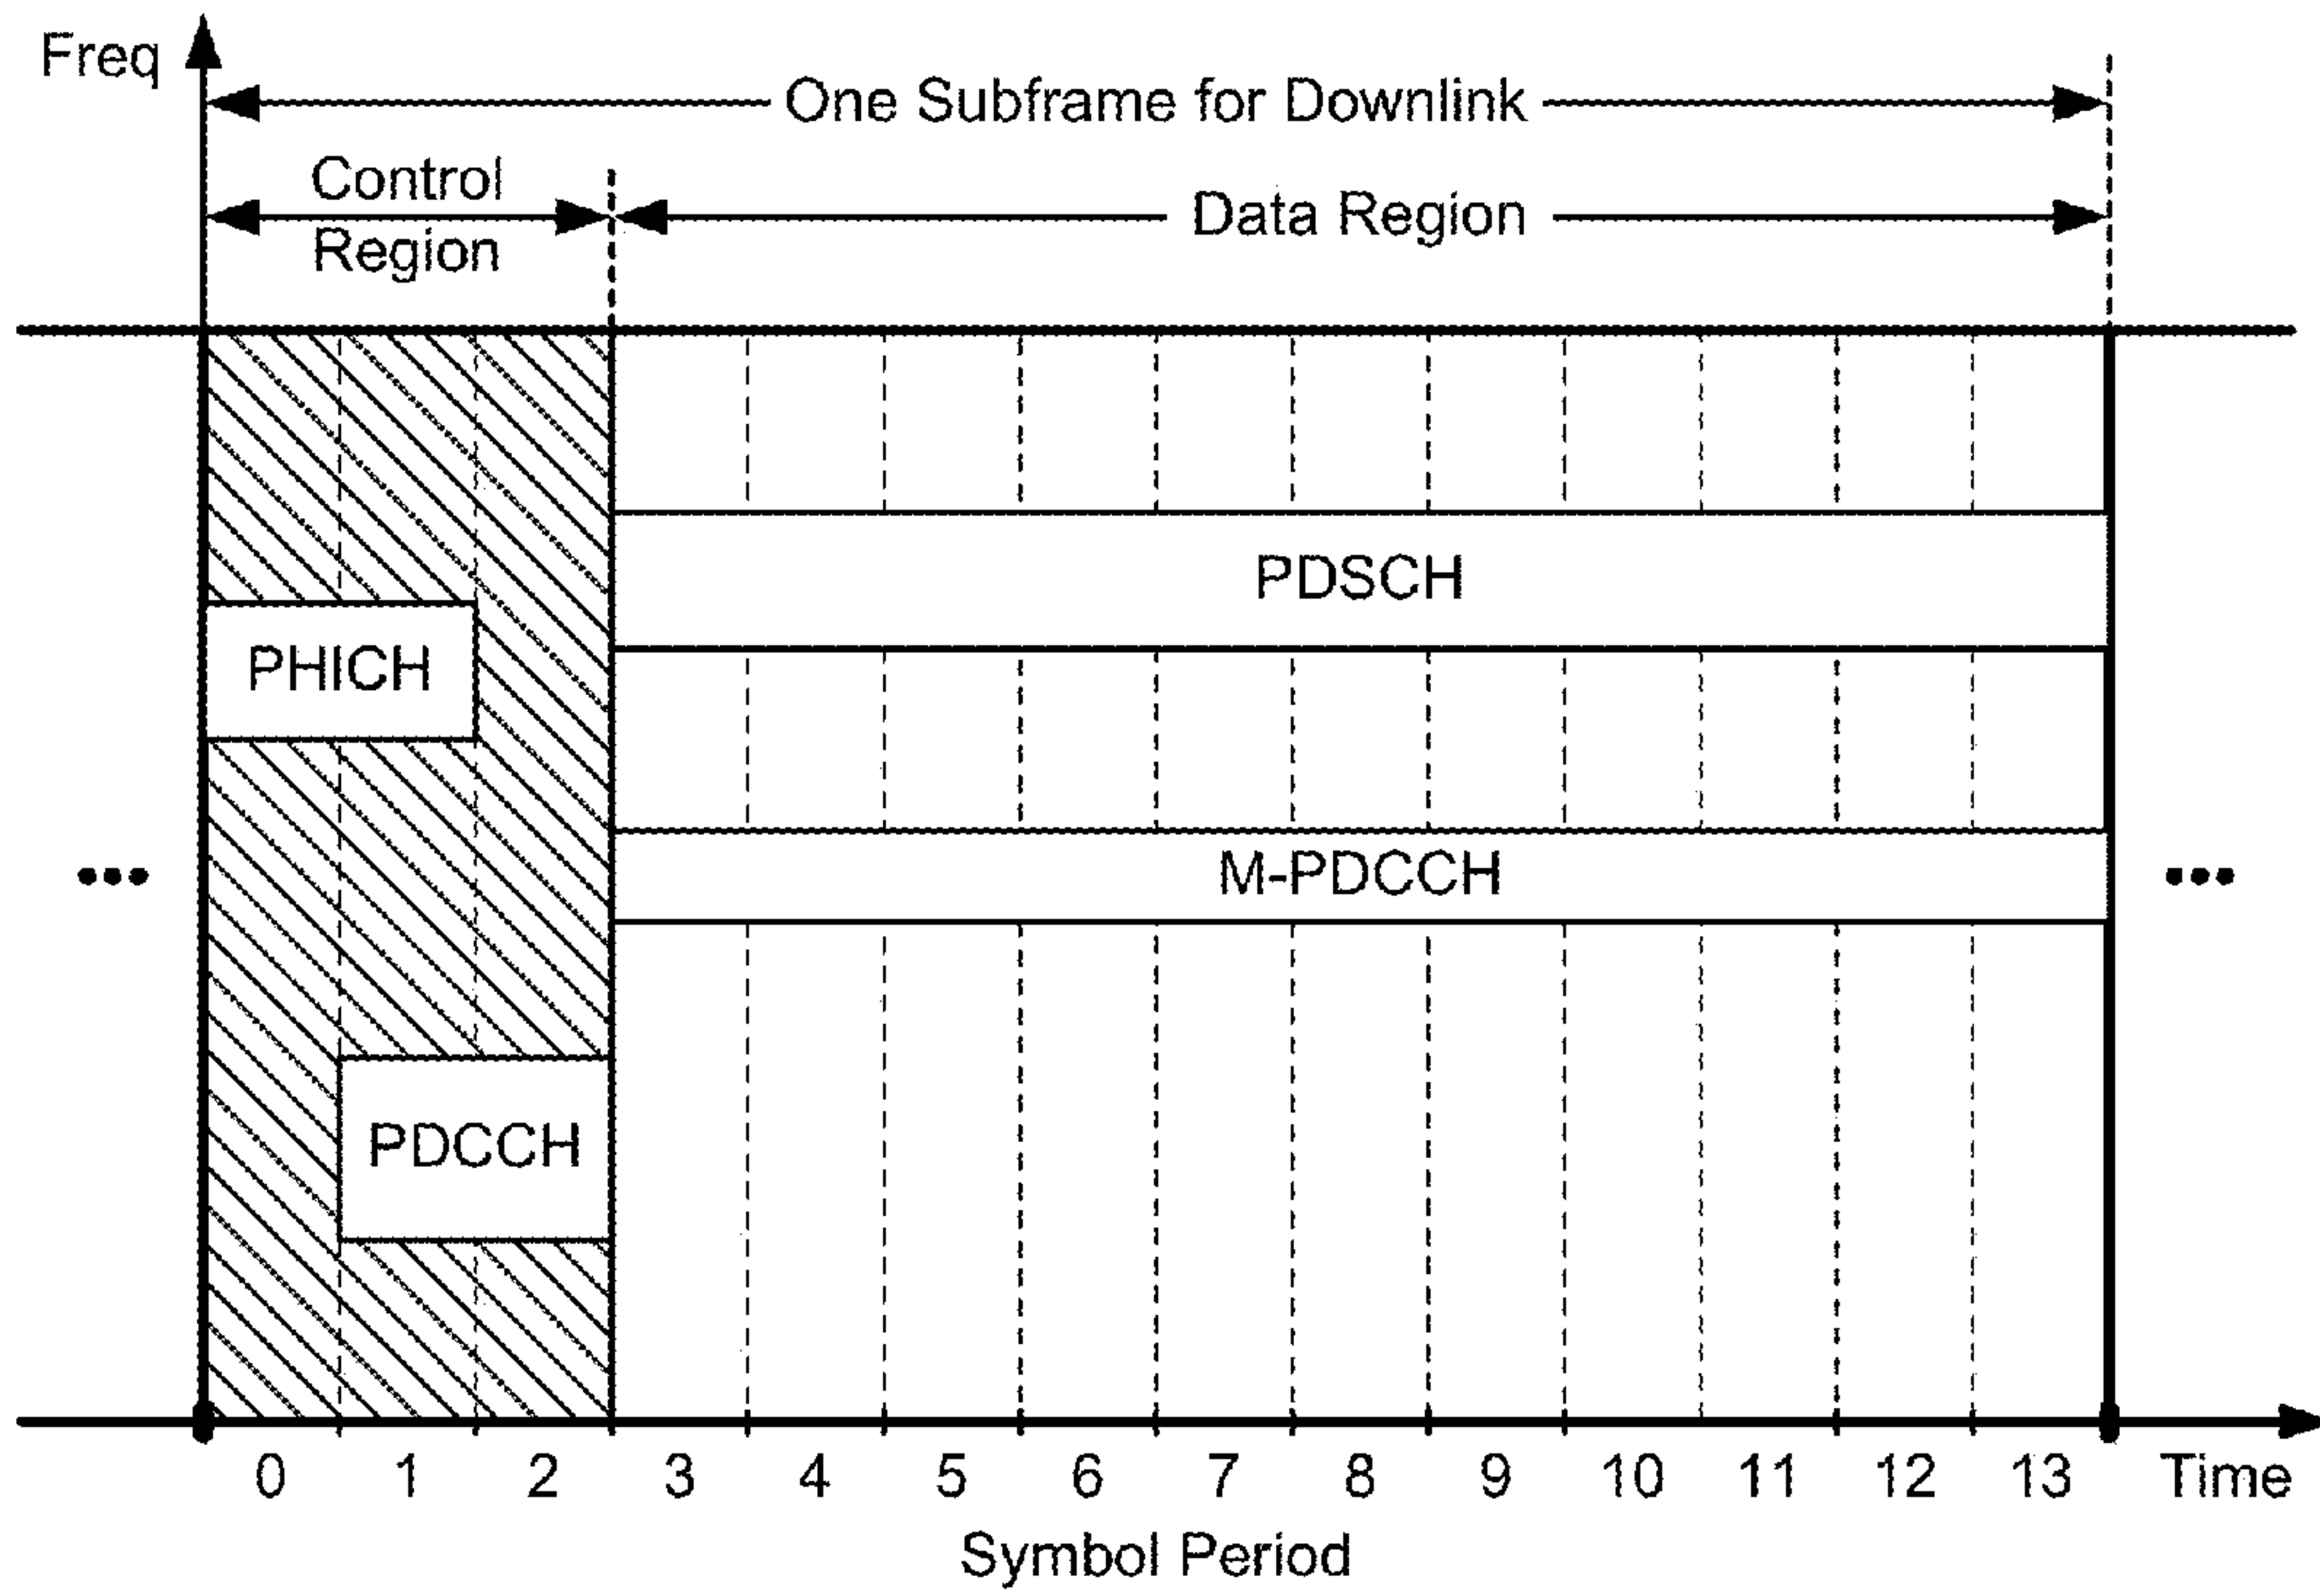 Freq
One Subframe for Downlink
Control
Region
Data Region
PDSCH
PHICH
M-PDCCH
...
...
PDCCH
0 1 2 3 4 5 6 7 8 9 10 11 12 13 Time
Symbol Period